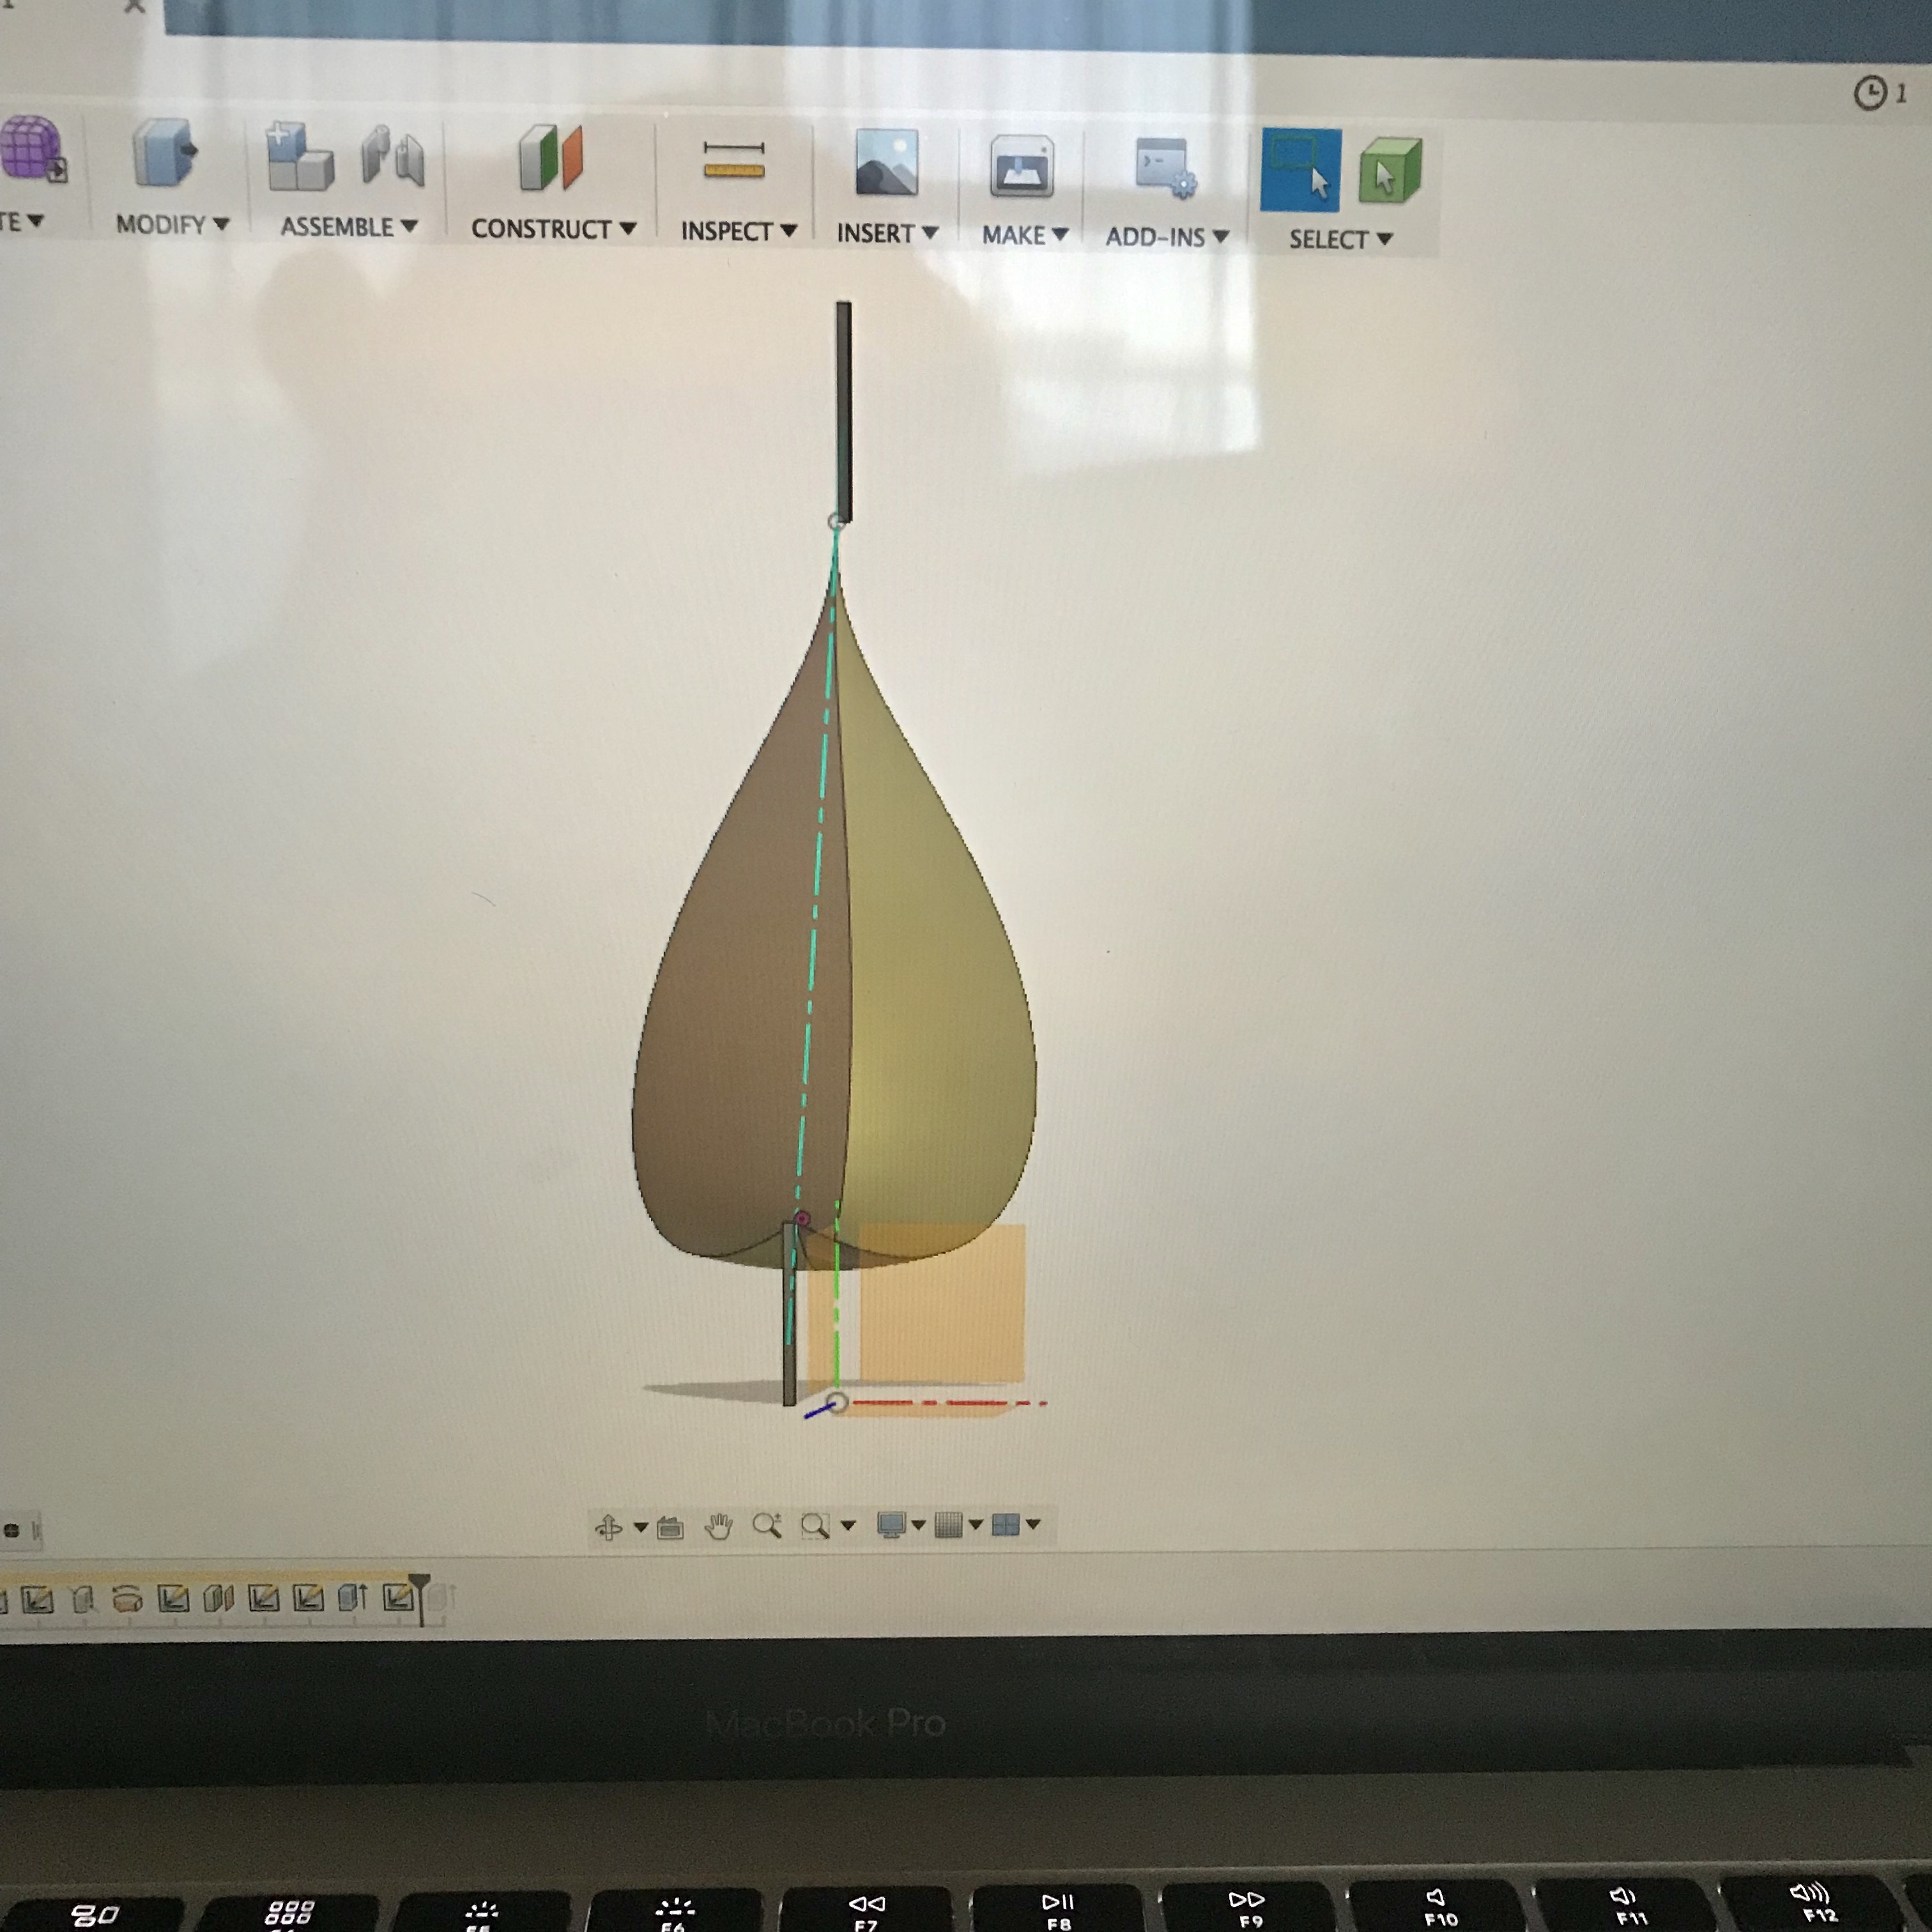 1
TE
MODIFY
ASSEMBLE
CONSTRUCT
INSPECT
INSERT
MAKE
ADD-INS
SELECT
MacBook Pro
F7
F8
F9
F10
F11
F12